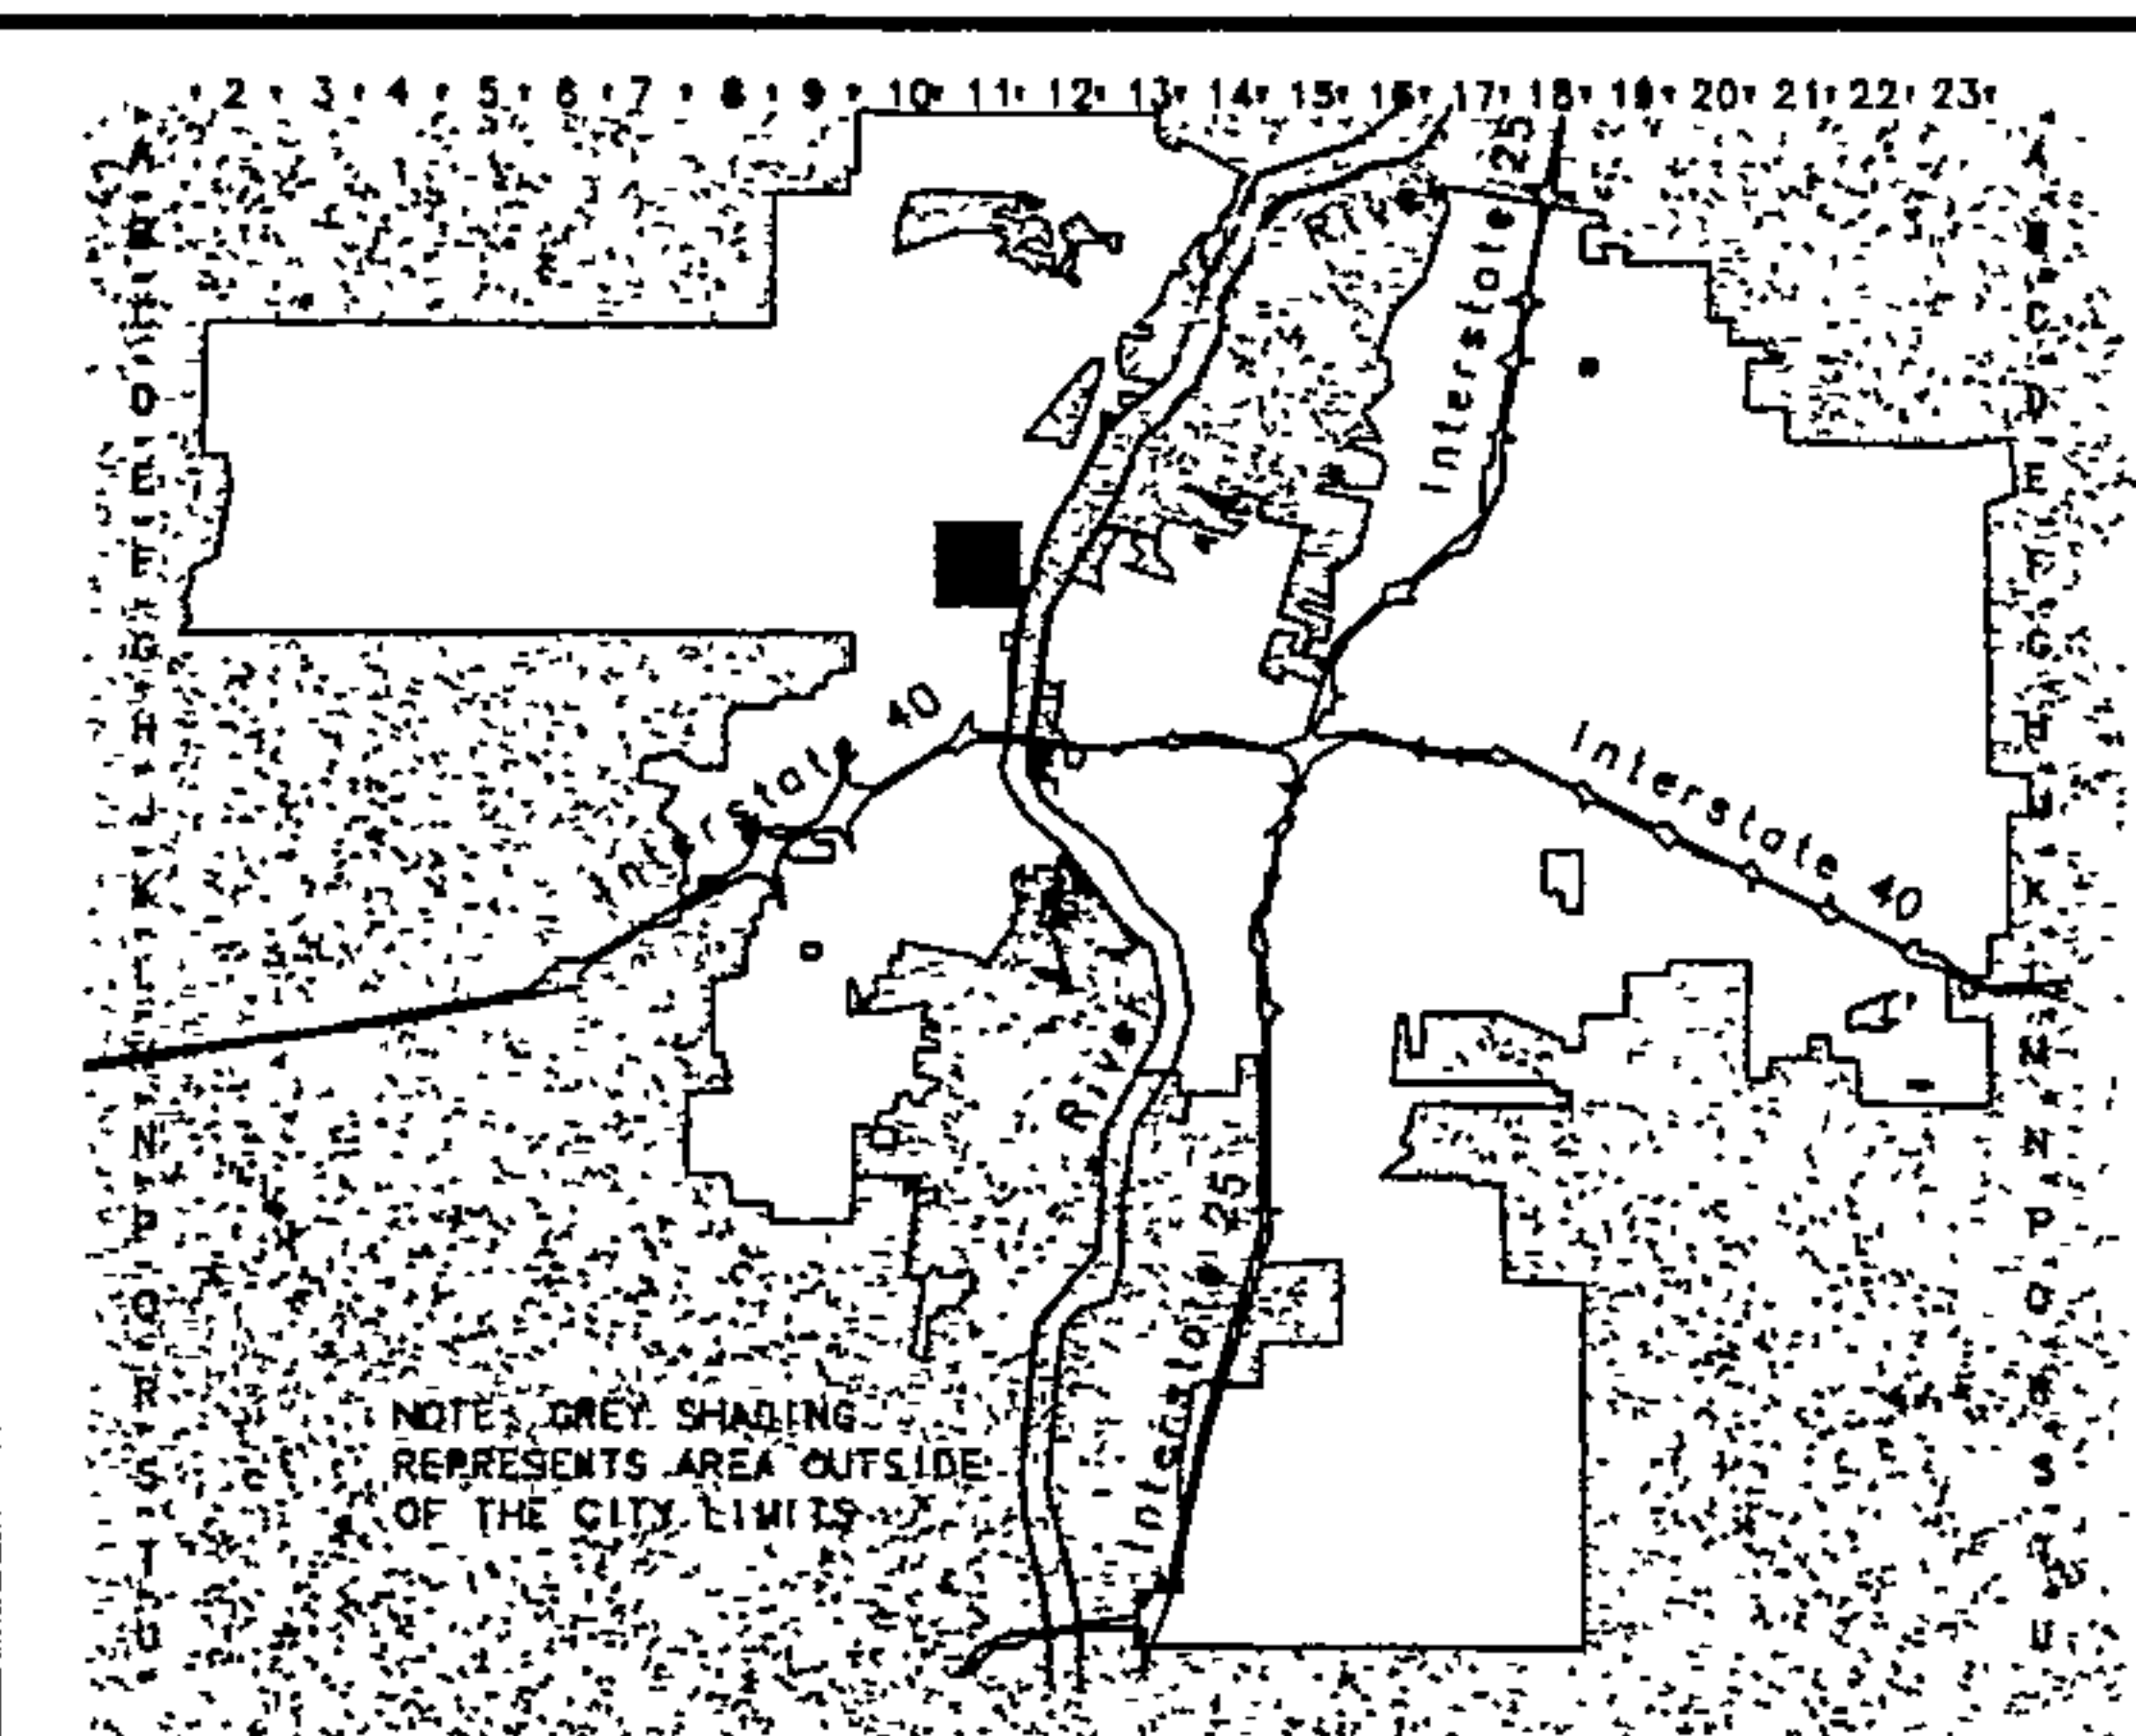 2 3 4 5 6 7 8 9 10 11 12 13 14 15 16 17 18 19 20 21 22 23
Interstate 25
River
Interstate 40
Interstate 40
River
Interstate 25
NOTE: GREY SHADING
REPRESENTS AREA OUTSIDE
OF THE CITY LIMITS
A
C
D
E
F
G
H
J
K
L
M
N
P
Q
R
S
T
U
A
C
D
E
F
G
H
J
K
L
M
N
P
Q
R
S
T
U